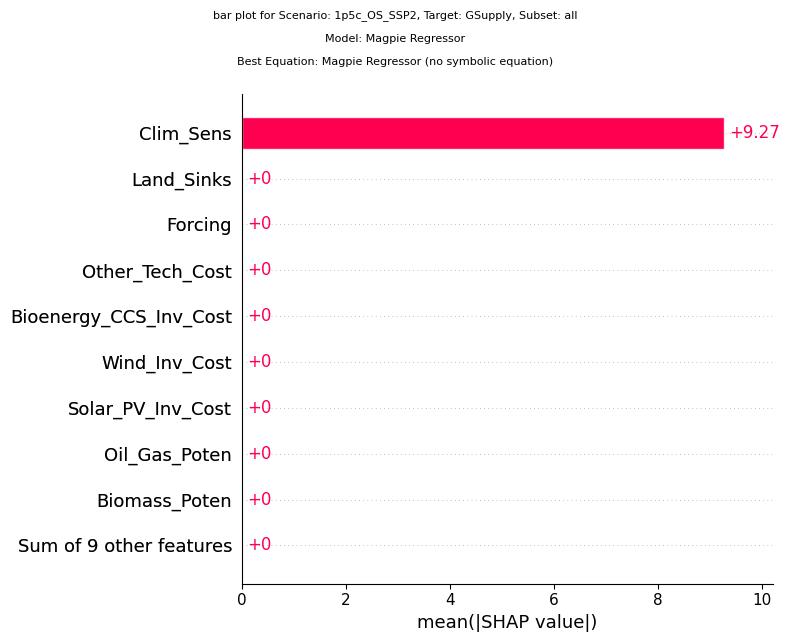 bar plot for Scenario: 1p5c_OS_SSP2, Target: GSupply, Subset: all
Model: Magpie Regressor
Best Equation: Magpie Regressor (no symbolic equation)
Clim_Sens +9.27
Land_Sinks +0
Forcing +0
Other_Tech_Cost +0
Bioenergy_CCS_Inv_Cost +0
Wind_Inv_Cost +0
Solar_PV_Inv_Cost +0
Oil_Gas_Poten +0
Biomass_Poten +0
Sum of 9 other features +0
0 2 4 6 8 10
mean(|SHAP value|)